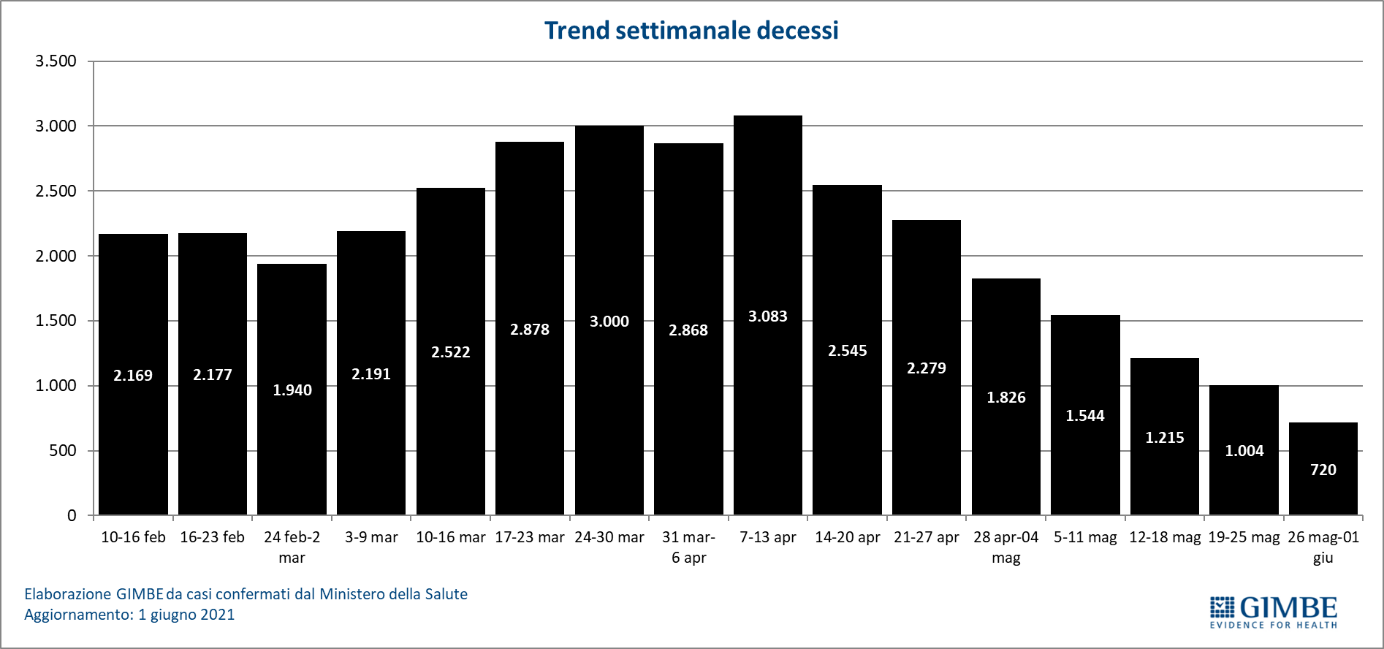 Trend settimanale decessi
3.500
3.000
2.500
2.000
1.500
1.000
500
0
2.169
2.177
1.940
2.191
2.522
2.878
3.000
2.868
3.083
2.545
2.279
1.826
1.544
1.215
1.004
720
10-16 feb
16-23 feb
24 feb-2
mar
3-9 mar
10-16 mar
17-23 mar
24-30 mar
31 mar-
6 apr
7-13 apr
14-20 apr
21-27 apr
28 apr-04
mag
5-11 mag
12-18 mag
19-25 mag
26 mag-01
giu
Elaborazione GIMBE da casi confermati dal Ministero della Salute
Aggiornamento: 1 giugno 2021
GIMBE
EVIDENCE FOR HEALTH